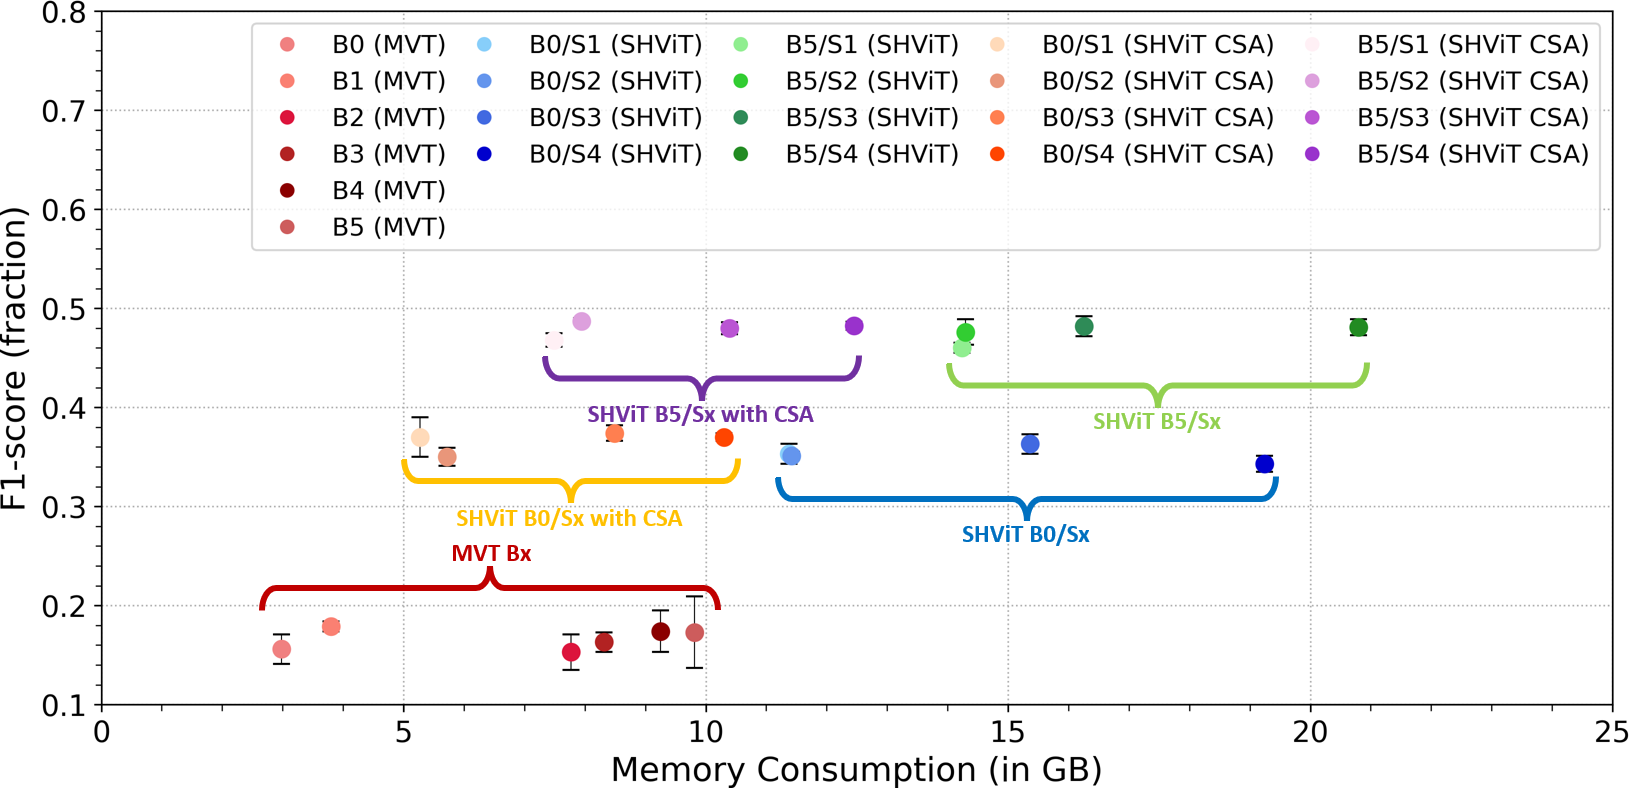 0.8
0.7
0.6
0.5
0.4
0.3
0.2
0.1
F1-score (fraction)
B0 (MVT) B0/S1 (SHViT) B5/S1 (SHViT) B0/S1 (SHViT CSA) B5/S1 (SHViT CSA)
B1 (MVT) B0/S2 (SHViT) B5/S2 (SHViT) B0/S2 (SHViT CSA) B5/S2 (SHViT CSA)
B2 (MVT) B0/S3 (SHViT) B5/S3 (SHViT) B0/S3 (SHViT CSA) B5/S3 (SHViT CSA)
B3 (MVT) B0/S4 (SHViT) B5/S4 (SHViT) B0/S4 (SHViT CSA) B5/S4 (SHViT CSA)
B4 (MVT)
B5 (MVT)
SHViT B5/Sx with CSA
SHViT B5/Sx
SHViT B0/Sx with CSA
SHViT B0/Sx
MVT Bx
0 5 10 15 20 25
Memory Consumption (in GB)